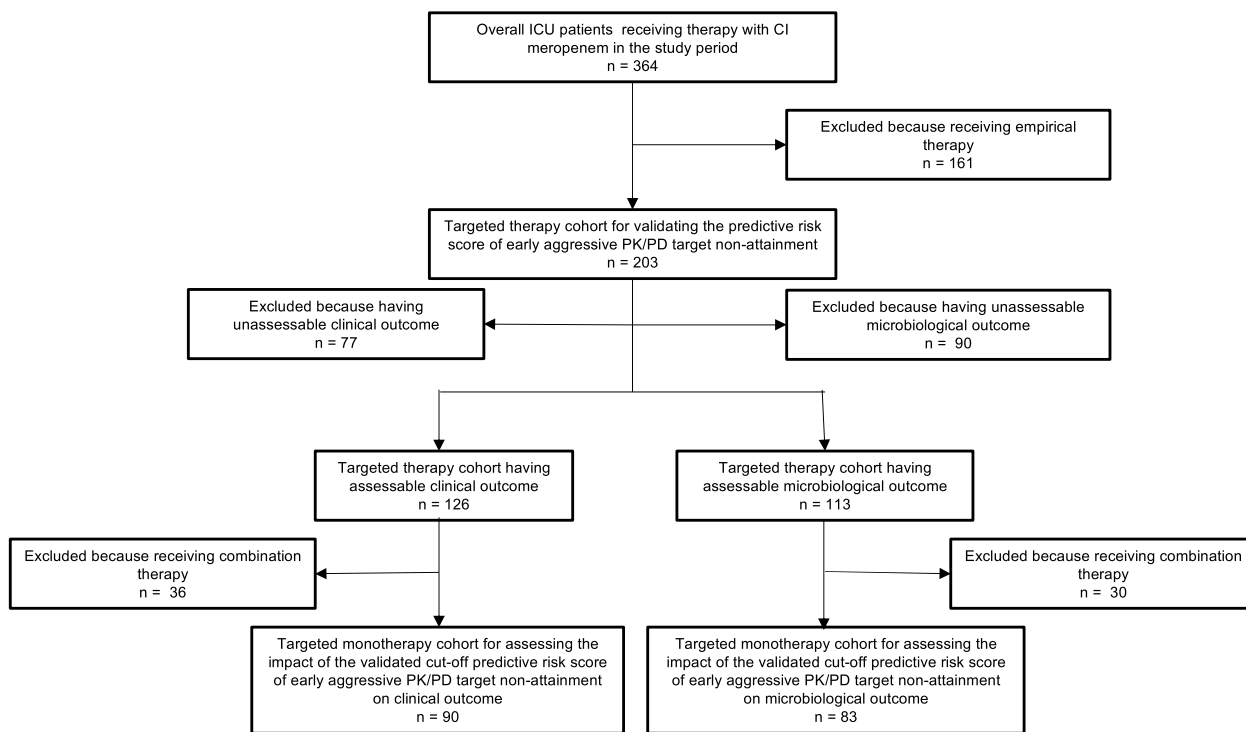 Overall ICU patients receiving therapy with CI
meropenem in the study period
n = 364
Excluded because receiving empirical
therapy
n = 161
Targeted therapy cohort for validating the predictive risk
score of early aggressive PK/PD target non-attainment
n = 203
Excluded because having
unassessable clinical outcome
n = 77
Excluded because having unassessable
microbiological outcome
n = 90
Targeted therapy cohort having
assessable clinical outcome
n = 126
Targeted therapy cohort having
assessable microbiological outcome
n = 113
Excluded because receiving combination
therapy
n = 36
Excluded because receiving combination
therapy
n = 30
Targeted monotherapy cohort for assessing the
impact of the validated cut-off predictive risk score
of early aggressive PK/PD target non-attainment
on clinical outcome
n = 90
Targeted monotherapy cohort for assessing the
impact of the validated cut-off predictive risk score
of early aggressive PK/PD target non-attainment
on microbiological outcome
n = 83